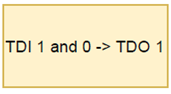 TDI 1 and 0 -> TDO 1